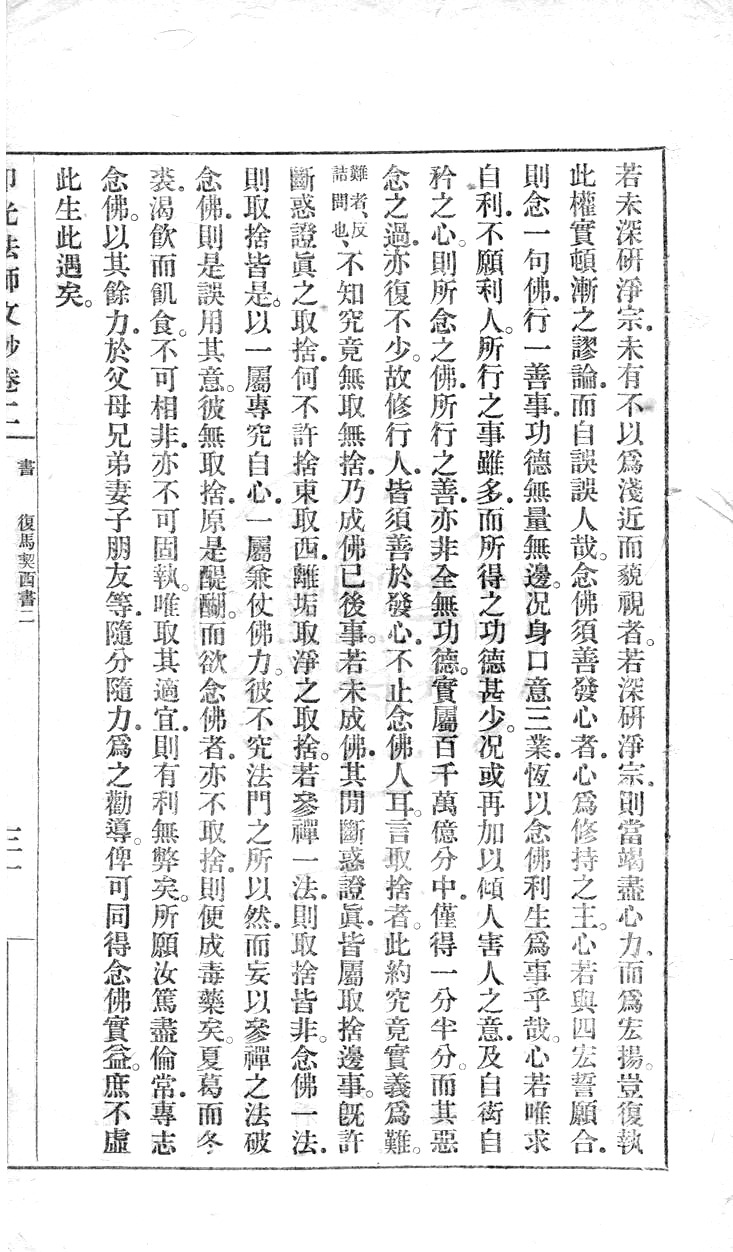 若未深研淨宗。未有不以爲淺近而藐視者。若深研淨宗。則當竭盡心力。而爲宏揚。豈復執
此權實頓漸之謬論。而自誤誤人哉。念佛須善發心者。心爲修持之王。心若與四宏誓願合。
則念一句佛。行一善事。功德無量無邊。況身口意三業。恆以念佛利生爲事乎哉。心若唯求
自利。不願利人。所行之事雖多。而所得之功德甚少。況或再加以傾人害人之意。及自衒自
矜之心。則所念之佛。所行之善。亦非全無功德。實屬百千萬億分中。僅得一分半分。而其惡
念之過。亦復不少。故修行人。皆須善於發心。不止念佛人耳。言取捨者。此約究竟實義爲難。
難者、反詰問也、不知究竟無取無捨。乃成佛已後事。若未成佛。其間斷惑證眞。皆屬取捨邊事。旣許
斷惑證眞之取捨。何不許捨東取西。離垢取淨之取捨。若參禪一法。則取捨皆非。念佛一法。
則取捨皆是。以一屬專究自心。一屬兼仗佛力。彼不究法門之所以然。而妄以參禪之法破
念佛。則是誤用其意。彼無取捨。原是醍醐。而欲念佛者。亦不取捨。則便成毒藥矣。夏葛而冬
裘。渴飮而飢食。不可相非。亦不可固執。唯取其適宜。則有利無弊矣。所願汝篤盡倫常。專志
念佛。以其餘力。於父母兄弟妻子朋友等。隨分隨力。爲之勸導。俾可同得念佛實益。庶不虛
此生此遇矣。
印光法師文鈔卷二 書 復馬契西書二 三一